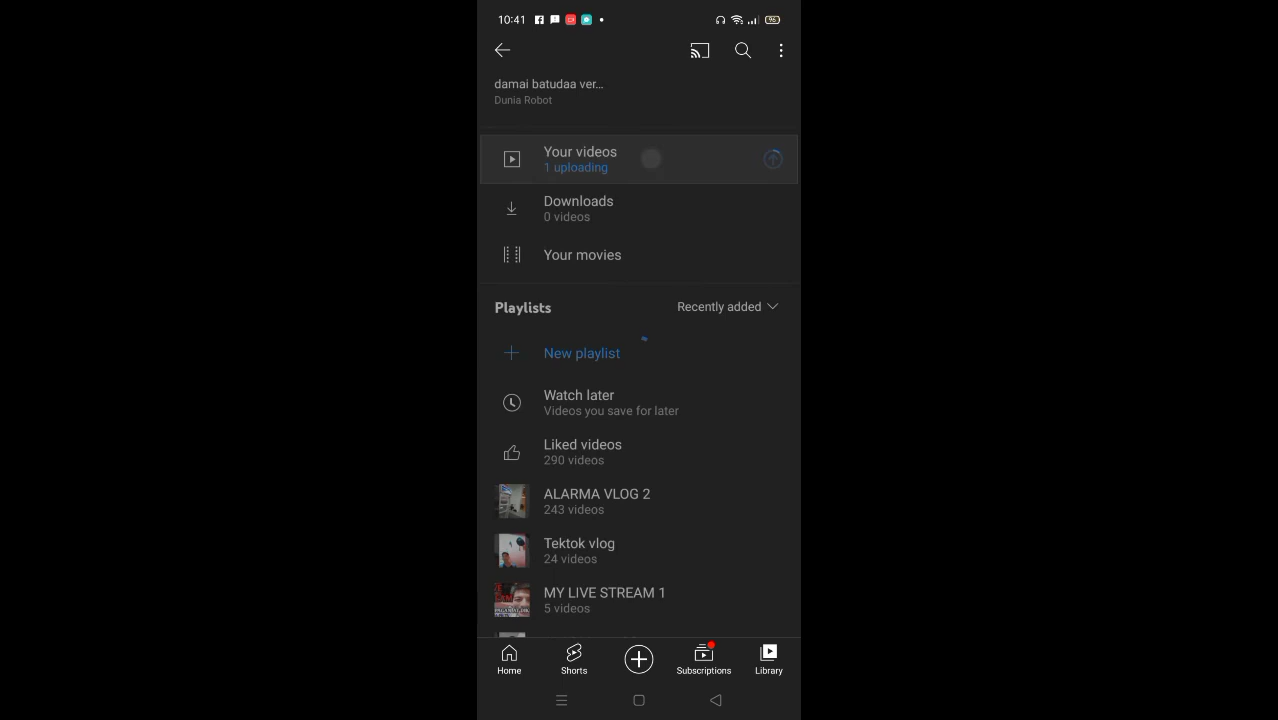 10:41
96
damai batudaa ver...
Dunia Robot
Your videos
1 uploading
Downloads
0 videos
Your movies
Playlists
Recently added
New playlist
Watch later
Videos you save for later
Liked videos
290 videos
ALARMA VLOG 2
243 videos
Tektok vlog
24 videos
MY LIVE STREAM 1
5 videos
Home
Shorts
Subscriptions
Library